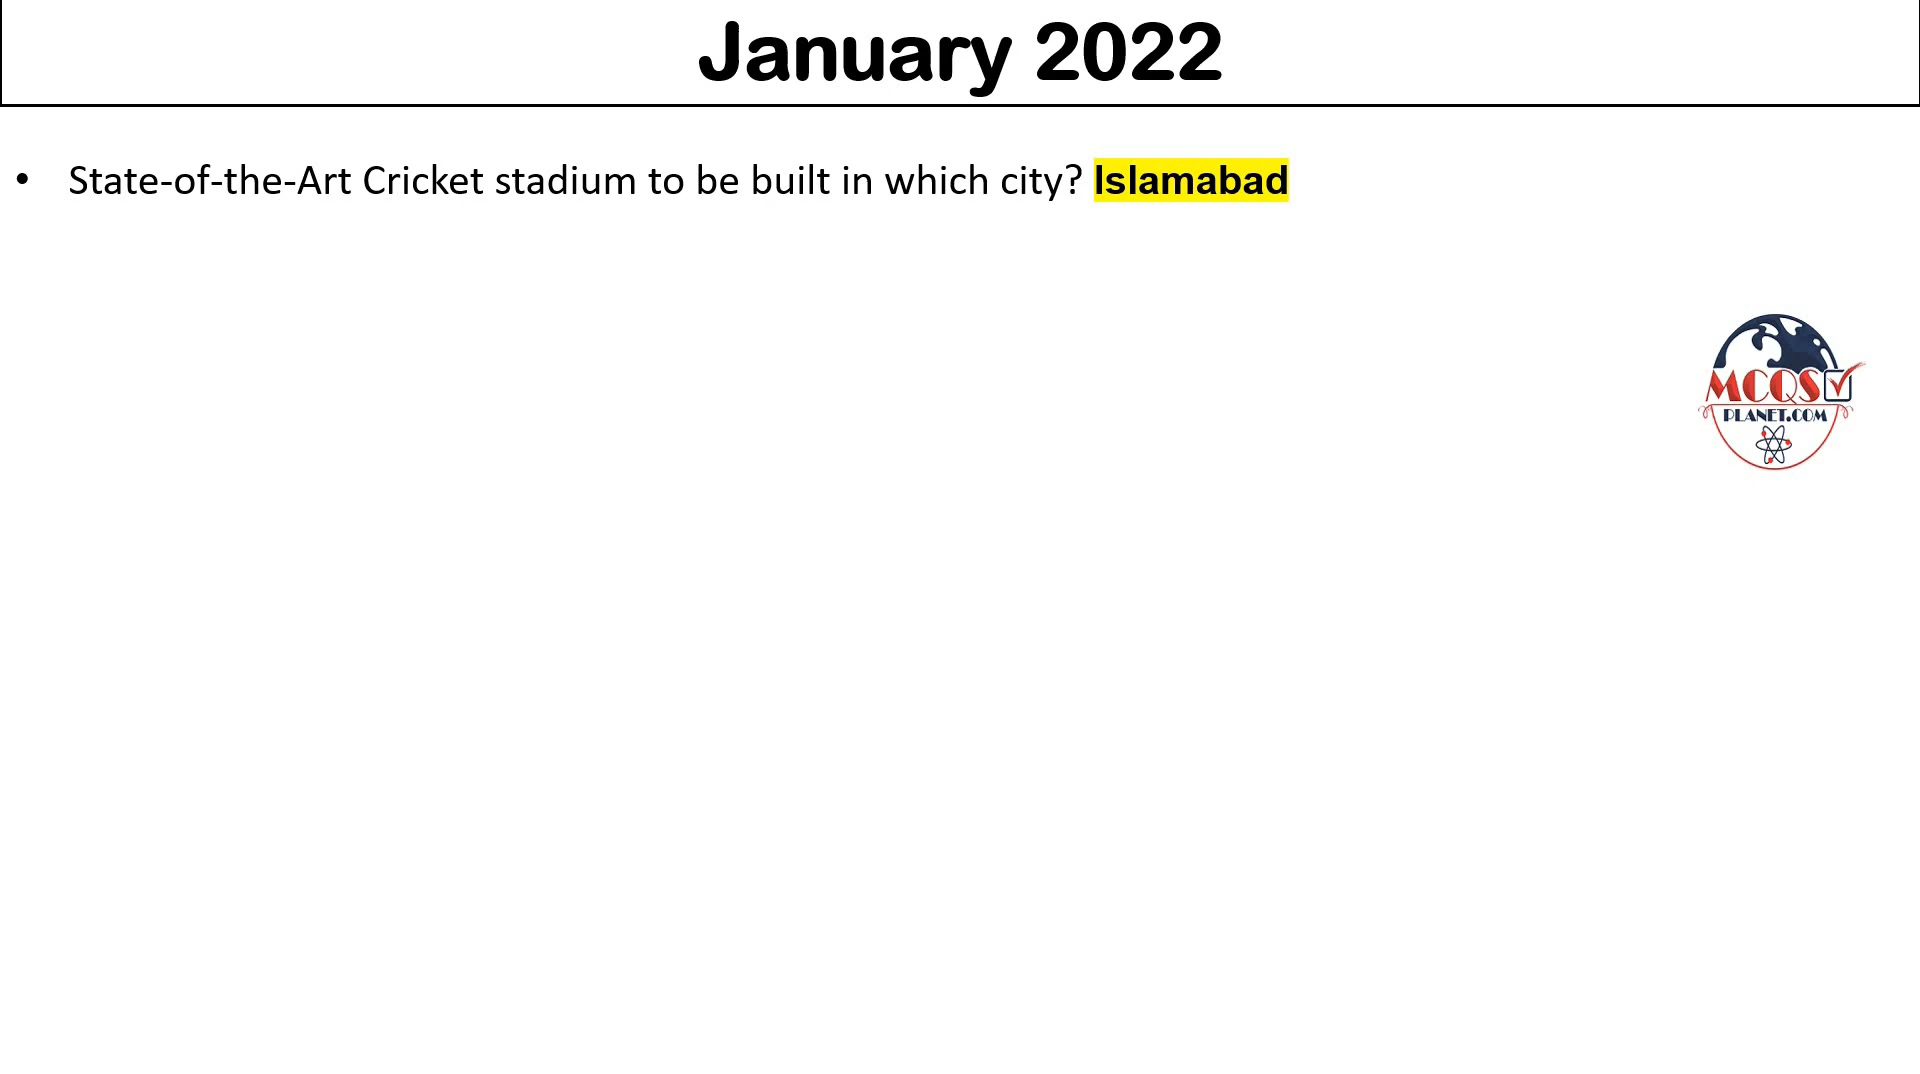 January 2022
• State-of-the-Art Cricket stadium to be built in which city? Islamabad
MCQS
PLANET.COM